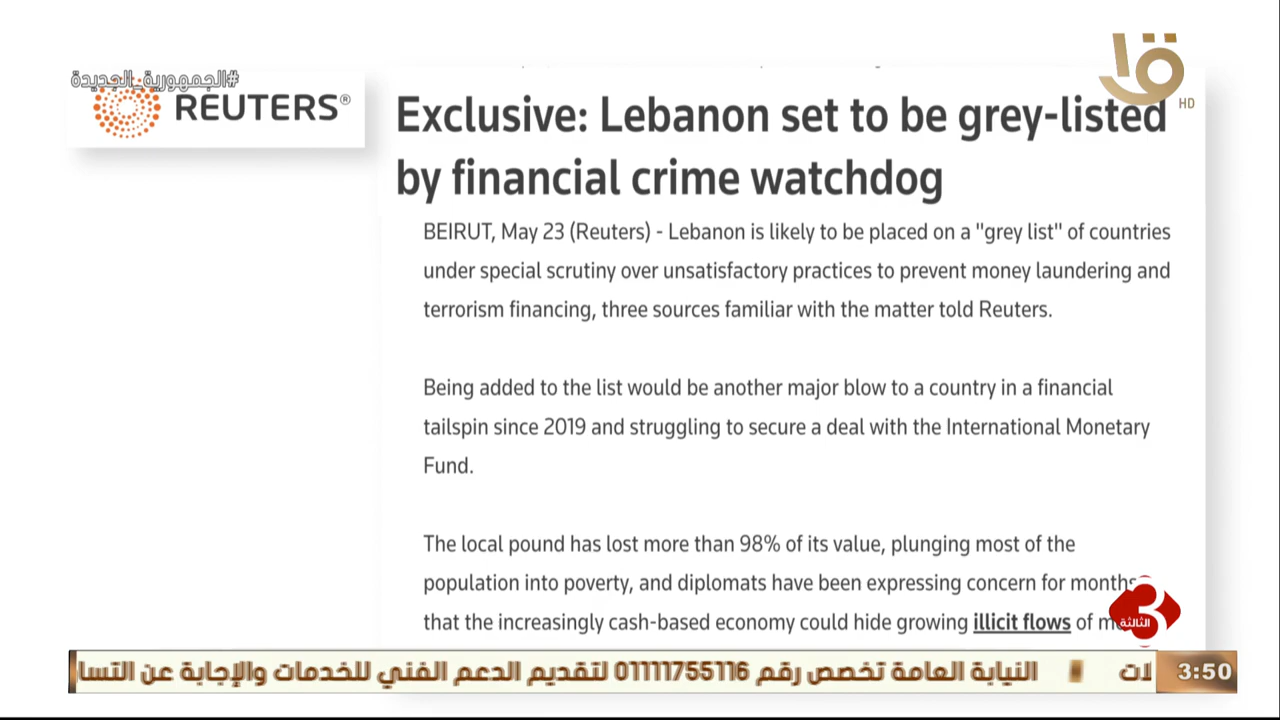 #الجمهورية_الجديدة
REUTERS®
HD
Exclusive: Lebanon set to be grey-listed
by financial crime watchdog
BEIRUT, May 23 (Reuters) - Lebanon is likely to be placed on a "grey list" of countries
under special scrutiny over unsatisfactory practices to prevent money laundering and
terrorism financing, three sources familiar with the matter told Reuters.
Being added to the list would be another major blow to a country in a financial
tailspin since 2019 and struggling to secure a deal with the International Monetary
Fund.
The local pound has lost more than 98% of its value, plunging most of the
population into poverty, and diplomats have been expressing concern for months
that the increasingly cash-based economy could hide growing illicit flows of
3
الثالثة
لات ▪ النيابة العامة تخصص رقم 01111755116 لتقديم الدعم الفني للخدمات والإجابة عن التسا
3:50